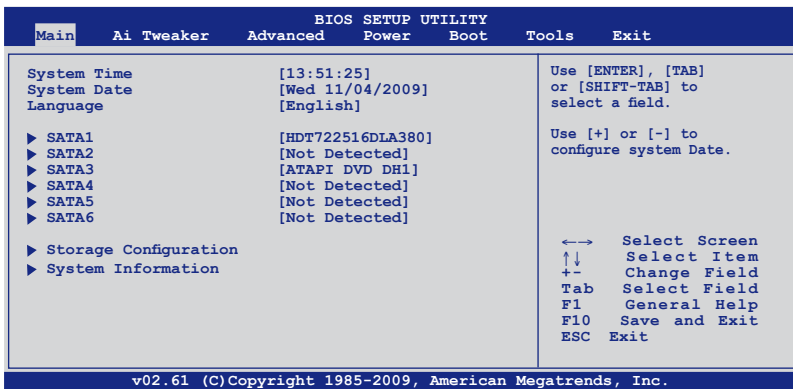 BIOS SETUP UTILITY
Main Ai Tweaker Advanced Power Boot Tools Exit
System Time [13:51:25]
System Date [Wed 11/04/2009]
Language [English]
▶ SATA1 [HDT722516DLA380]
▶ SATA2 [Not Detected]
▶ SATA3 [ATAPI DVD DH1]
▶ SATA4 [Not Detected]
▶ SATA5 [Not Detected]
▶ SATA6 [Not Detected]
▶ Storage Configuration
▶ System Information
Use [ENTER], [TAB]
or [SHIFT-TAB] to
select a field.
Use [+] or [-] to
configure system Date.
←→ Select Screen
↑↓ Select Item
+- Change Field
Tab Select Field
F1 General Help
F10 Save and Exit
ESC Exit
v02.61 (C)Copyright 1985-2009, American Megatrends, Inc.